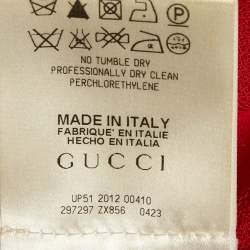 NO TUMBLE DRY
PROFESSIONALLY DRY CLEAN
PERCHLORETHYLENE
MADE IN ITALY
FABRIQUE' EN ITALIE
HECHO EN ITALIA
GUCCI
UP51 2012 00410
297297 ZX856 0423